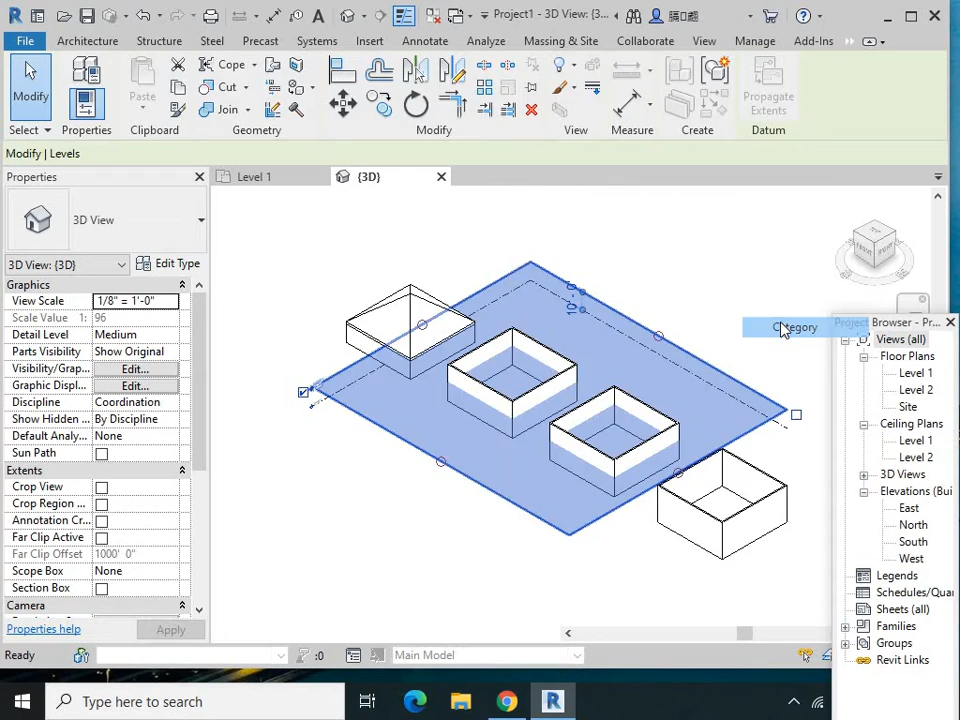 Project1 - 3D View: {3...
File Architecture Structure Steel Precast Systems Insert Annotate Analyze Massing & Site Collaborate View Manage Add-Ins
Modify Paste Cope Cut Join Propagate Extents
Select Properties Clipboard Geometry Modify View Measure Create Datum
Modify | Levels
Properties
Level 1
{3D}
3D View
3D View: {3D}
Edit Type
Graphics
View Scale 1/8" = 1'-0"
Scale Value 1: 96
Detail Level Medium
Parts Visibility Show Original
Visibility/Grap... Edit...
Graphic Displ... Edit...
Discipline Coordination
Show Hidden ... By Discipline
Default Analy... None
Sun Path
Extents
Crop View
Crop Region ...
Annotation Cr...
Far Clip Active
Far Clip Offset 1000' 0"
Scope Box None
Section Box
Camera
Properties help
Apply
TOP
FRONT
Category
Project Browser - Pr...
Views (all)
Floor Plans
Level 1
Level 2
Site
Ceiling Plans
Level 1
Level 2
3D Views
Elevations (Bui
East
North
South
West
Legends
Schedules/Qua
Sheets (all)
Families
Groups
Revit Links
Ready
:0
Main Model
Type here to search